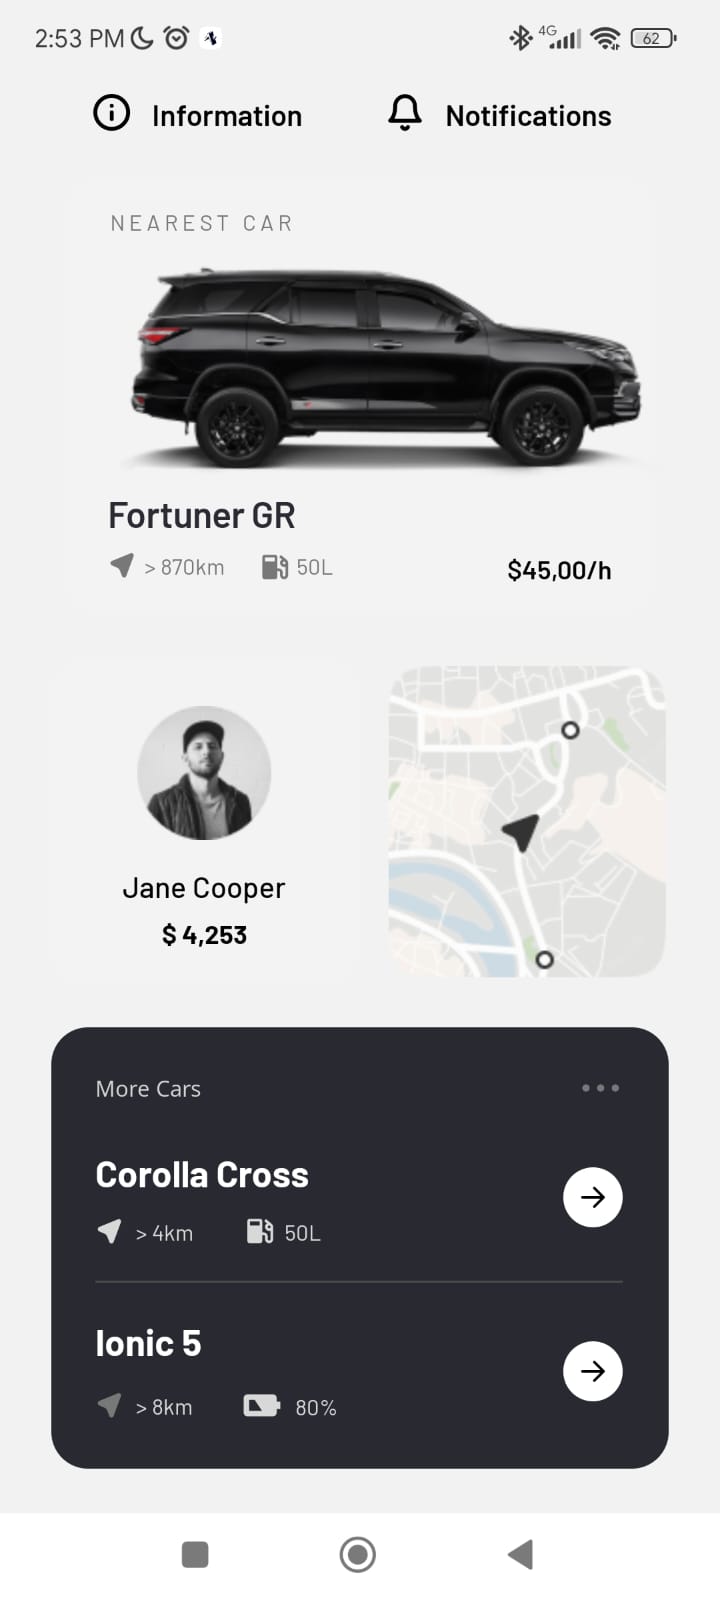 2:53 PM
4G
62
Information
Notifications
NEAREST CAR
Fortuner GR
> 870km
50L
$45,00/h
Jane Cooper
$ 4,253
More Cars
Corolla Cross
> 4km
50L
Ionic 5
> 8km
80%